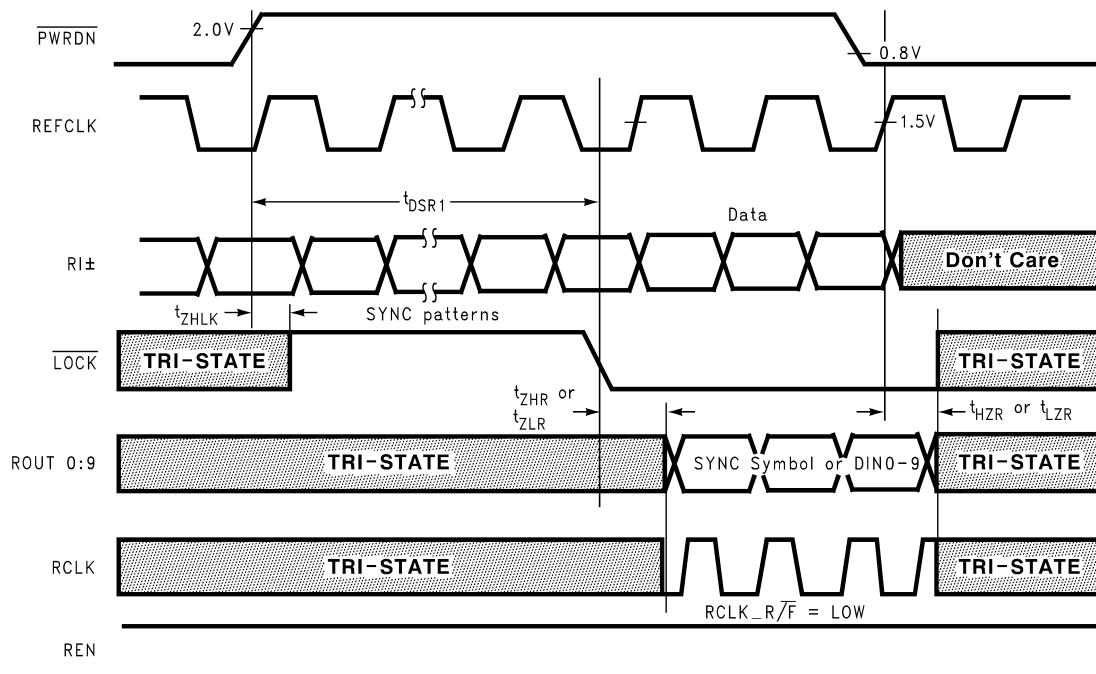 PWRDN
2.0V
0.8V
REFCLK
1.5V
tDSR1
Data
RI±
Don't Care
tZHLK
SYNC patterns
LOCK
TRI-STATE
TRI-STATE
tZHR or
tZLR
tHZR or tLZR
ROUT 0:9
TRI-STATE
SYNC Symbol or DIN0-9
TRI-STATE
RCLK
TRI-STATE
TRI-STATE
RCLK_R/F = LOW
REN